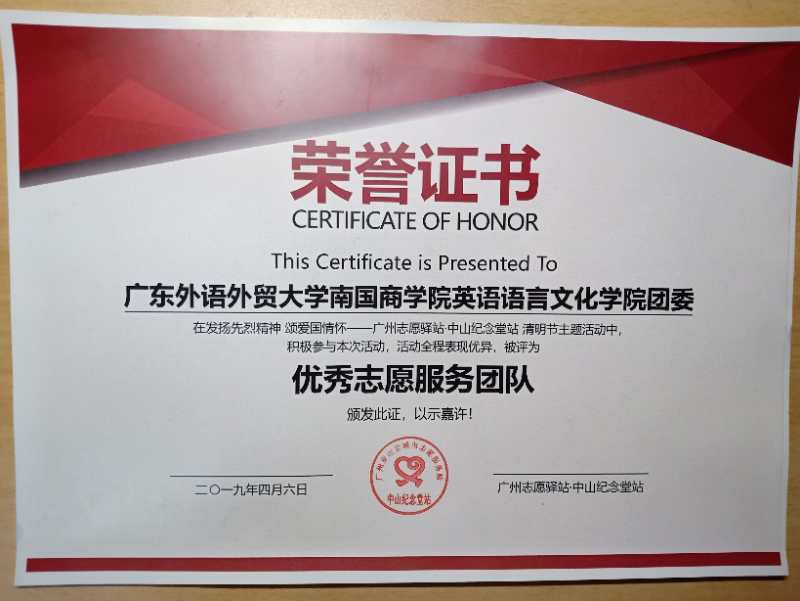 荣誉证书
CERTIFICATE OF HONOR
This Certificate is Presented To
广东外语外贸大学南国商学院英语语言文化学院团委
在发扬先烈精神 颂爱国情怀——广州志愿驿站·中山纪念堂站 清明节主题活动中,
积极参与本次活动，活动全程表现优异，被评为
优秀志愿服务团队
颁发此证，以示嘉许！
中山纪念堂站
二〇一九年四月六日
广州志愿驿站·中山纪念堂站